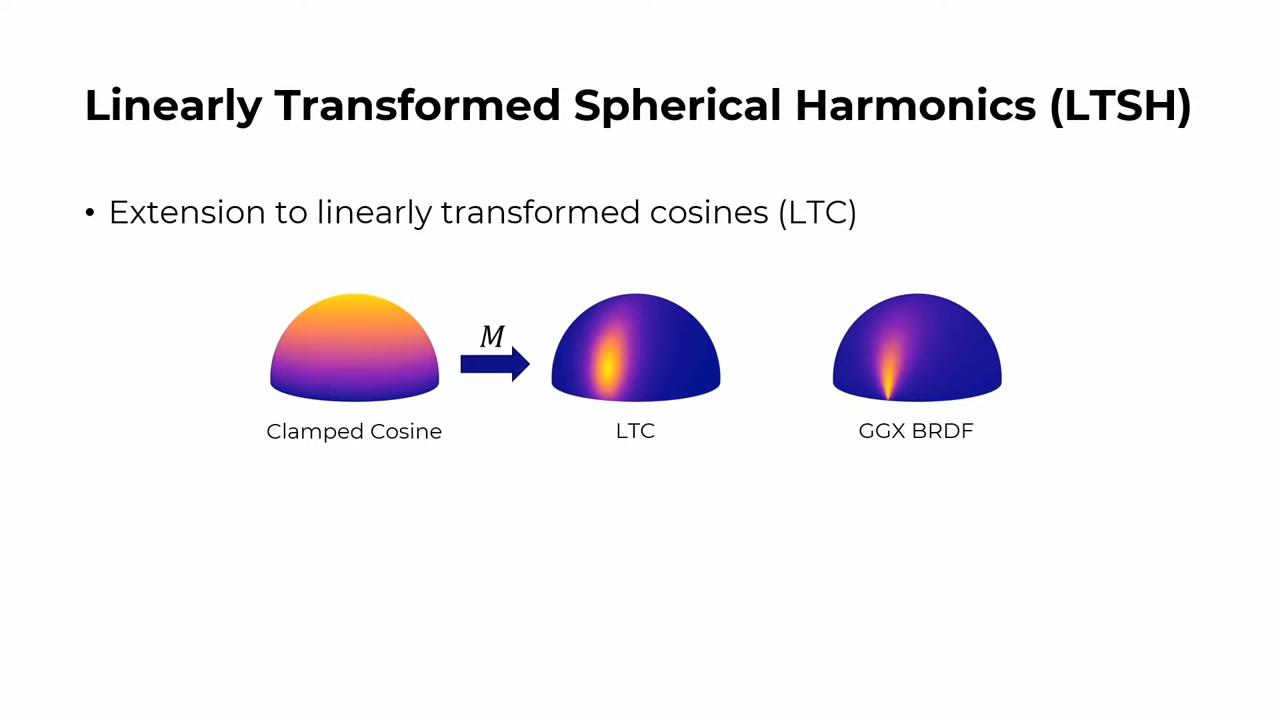 Linearly Transformed Spherical Harmonics (LTSH)
• Extension to linearly transformed cosines (LTC)
M
Clamped Cosine
LTC
GGX BRDF